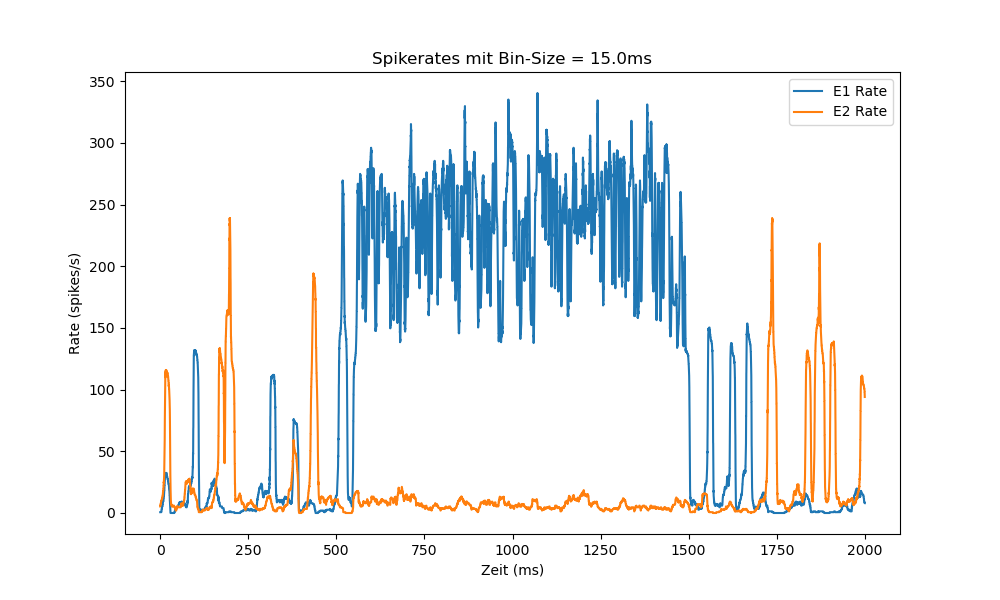 Spikerates mit Bin-Size = 15.0ms
350
300
250
200
150
100
50
0
Rate (spikes/s)
E1 Rate
E2 Rate
0 250 500 750 1000 1250 1500 1750 2000
Zeit (ms)